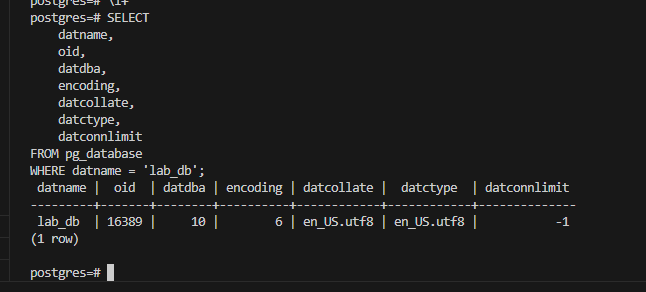 postgres=# \l+
postgres=# SELECT
    datname,
    oid,
    datdba,
    encoding,
    datcollate,
    datctype,
    datconnlimit
FROM pg_database
WHERE datname = 'lab_db';
 datname |  oid  | datdba | encoding | datcollate |  datctype  | datconnlimit
---------+-------+--------+----------+------------+------------+--------------
 lab_db  | 16389 |     10 |        6 | en_US.utf8 | en_US.utf8 |           -1
(1 row)
postgres=#